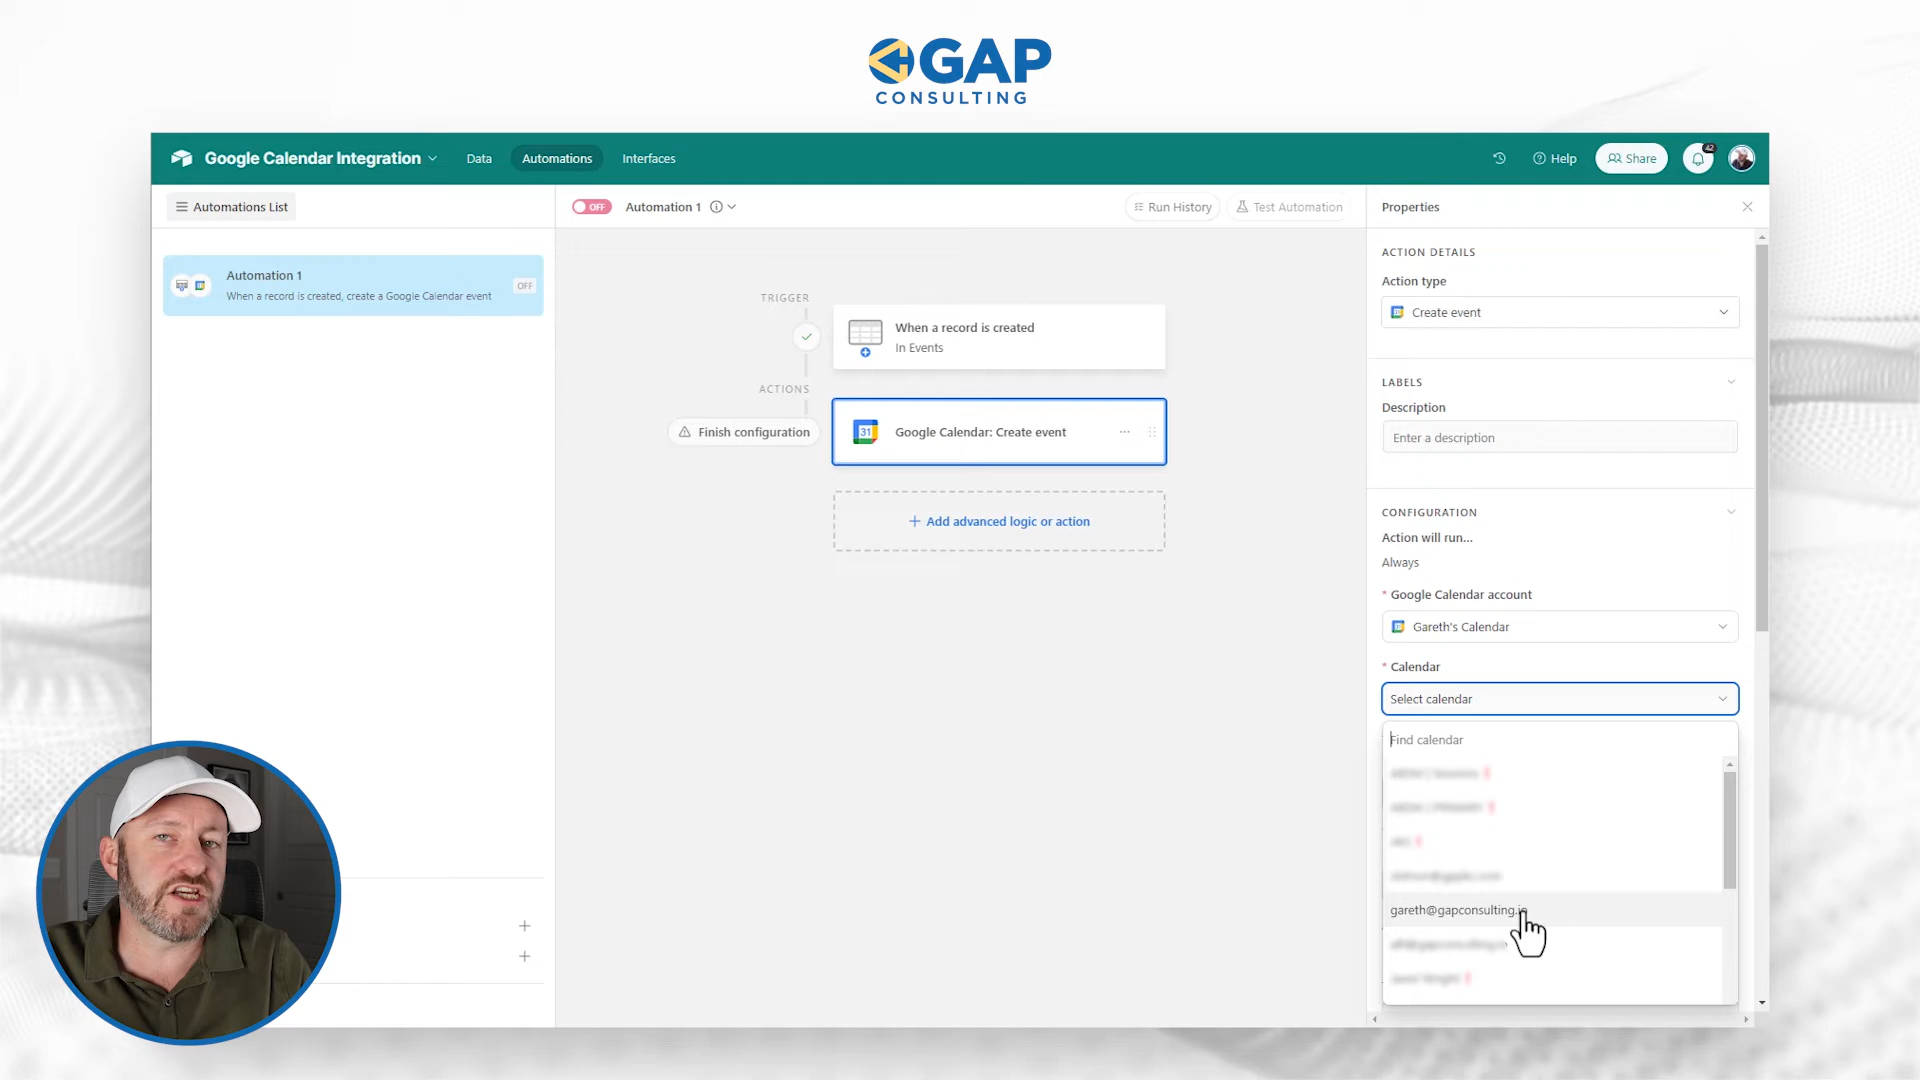 GAP
CONSULTING
Google Calendar Integration
Data
Automations
Interfaces
Help
Share
42
Automations List
OFF
Automation 1
Run History
Test Automation
Properties
Automation 1
When a record is created, create a Google Calendar event
OFF
TRIGGER
When a record is created
In Events
ACTIONS
Finish configuration
31
Google Calendar: Create event
Add advanced logic or action
ACTION DETAILS
Action type
Create event
LABELS
Description
Enter a description
CONFIGURATION
Action will run...
Always
* Google Calendar account
Gareth's Calendar
* Calendar
Select calendar
Find calendar
gareth@gapconsulting.io